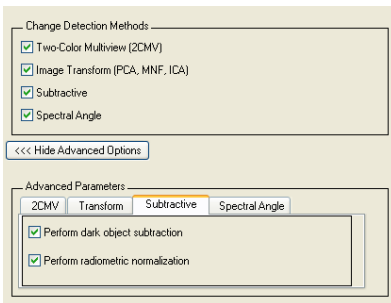 Change Detection Methods
Two-Color Multiview (2CMV)
Image Transform (PCA, MNF, ICA)
Subtractive
Spectral Angle
<<< Hide Advanced Options
Advanced Parameters
2CMV Transform Subtractive Spectral Angle
Perform dark object subtraction
Perform radiometric normalization